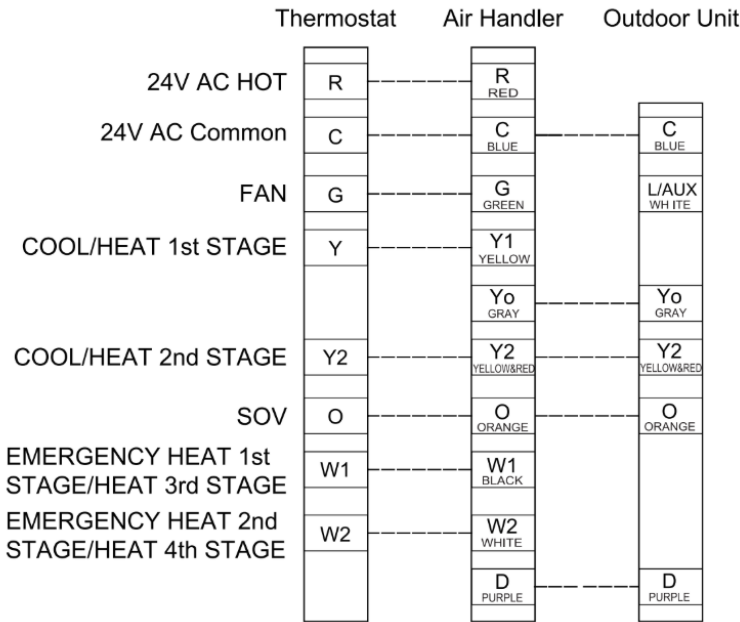 Thermostat Air Handler Outdoor Unit
24V AC HOT R R
RED
24V AC Common C C C
BLUE BLUE
FAN G G L/AUX
GREEN WH ITE
COOL/HEAT 1st STAGE Y Y1
YELLOW
Yo Yo
GRAY GRAY
COOL/HEAT 2nd STAGE Y2 Y2 Y2
YELLOW&RED YELLOW&RED
SOV O O O
ORANGE ORANGE
EMERGENCY HEAT 1st
STAGE/HEAT 3rd STAGE W1 W1
BLACK
EMERGENCY HEAT 2nd
STAGE/HEAT 4th STAGE W2 W2
WHITE
D D
PURPLE PURPLE